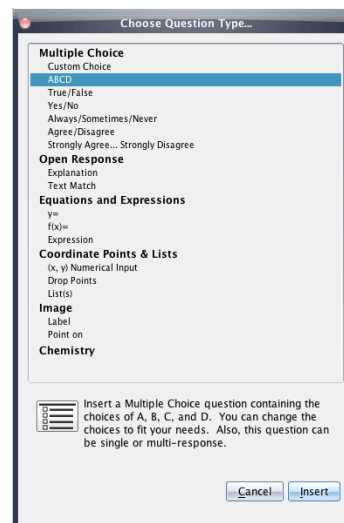 Choose Question Type...
Multiple Choice
Custom Choice
ABCD
True/False
Yes/No
Always/Sometimes/Never
Agree/Disagree
Strongly Agree... Strongly Disagree
Open Response
Explanation
Text Match
Equations and Expressions
y=
f(x)=
Expression
Coordinate Points & Lists
(x, y) Numerical Input
Drop Points
List(s)
Image
Label
Point on
Chemistry
Insert a Multiple Choice question containing the
choices of A, B, C, and D. You can change the
choices to fit your needs. Also, this question can
be single or multi-response.
Cancel Insert